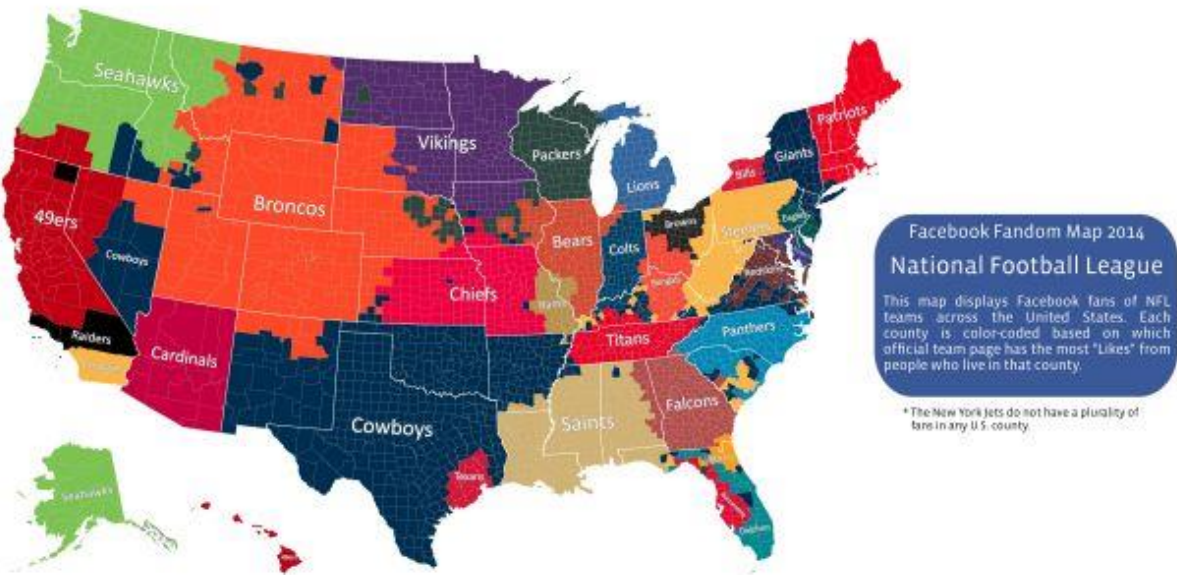 Seahawks
Patriots
Vikings
Giants
Packers
Bills
Lions
Broncos
49ers
Browns
Steelers
Eagles
Bears
Colts
Cowboys
Redskins
Chiefs
Rams
Bengals
Raiders
Titans
Panthers
Cardinals
Falcons
Cowboys
Saints
Texans
Seahawks
Dolphins
Facebook Fandom Map 2014
National Football League
This map displays Facebook fans of NFL
teams across the United States. Each
county is color-coded based on which
official team page has the most "Likes" from
people who live in that county.
* The New York Jets do not have a plurality of
fans in any U.S. county.